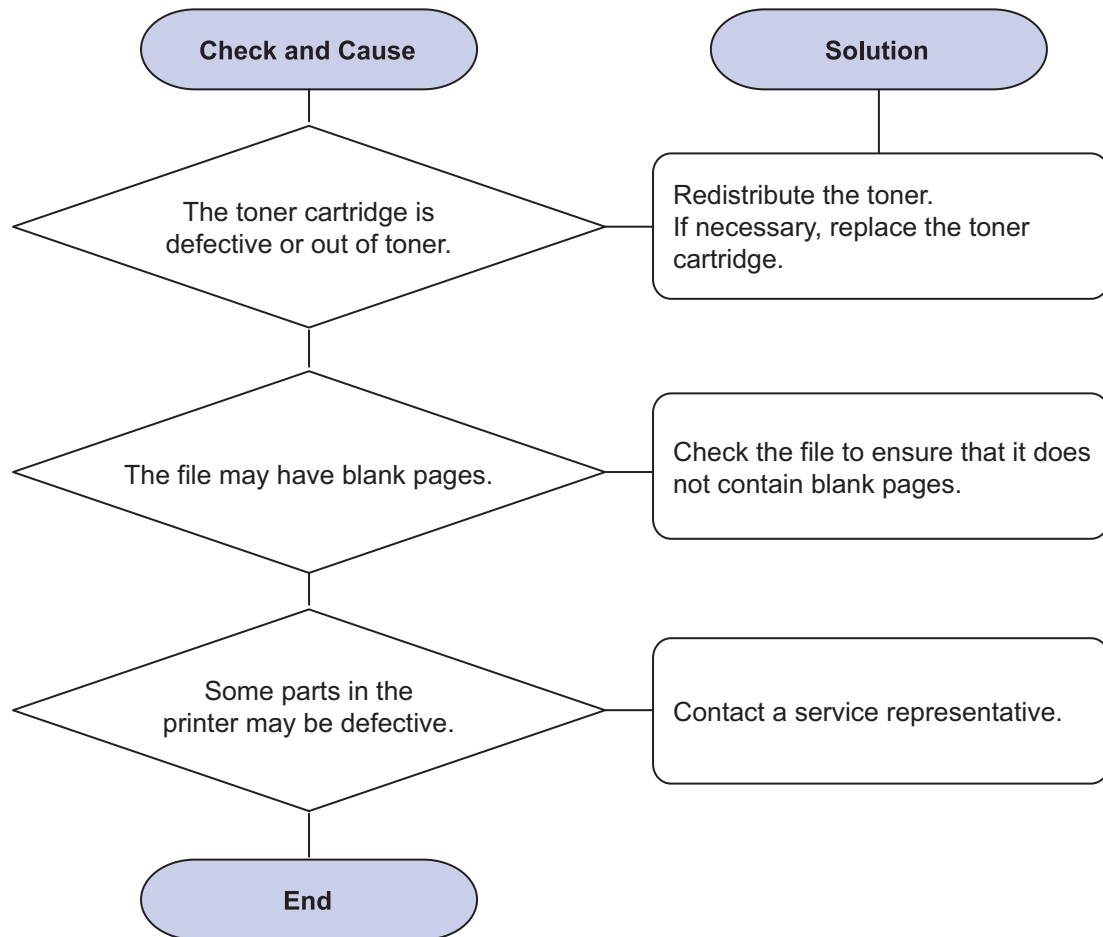 Check and Cause
Solution
The toner cartridge is
defective or out of toner.
Redistribute the toner.
If necessary, replace the toner
cartridge.
The file may have blank pages.
Check the file to ensure that it does
not contain blank pages.
Some parts in the
printer may be defective.
Contact a service representative.
End